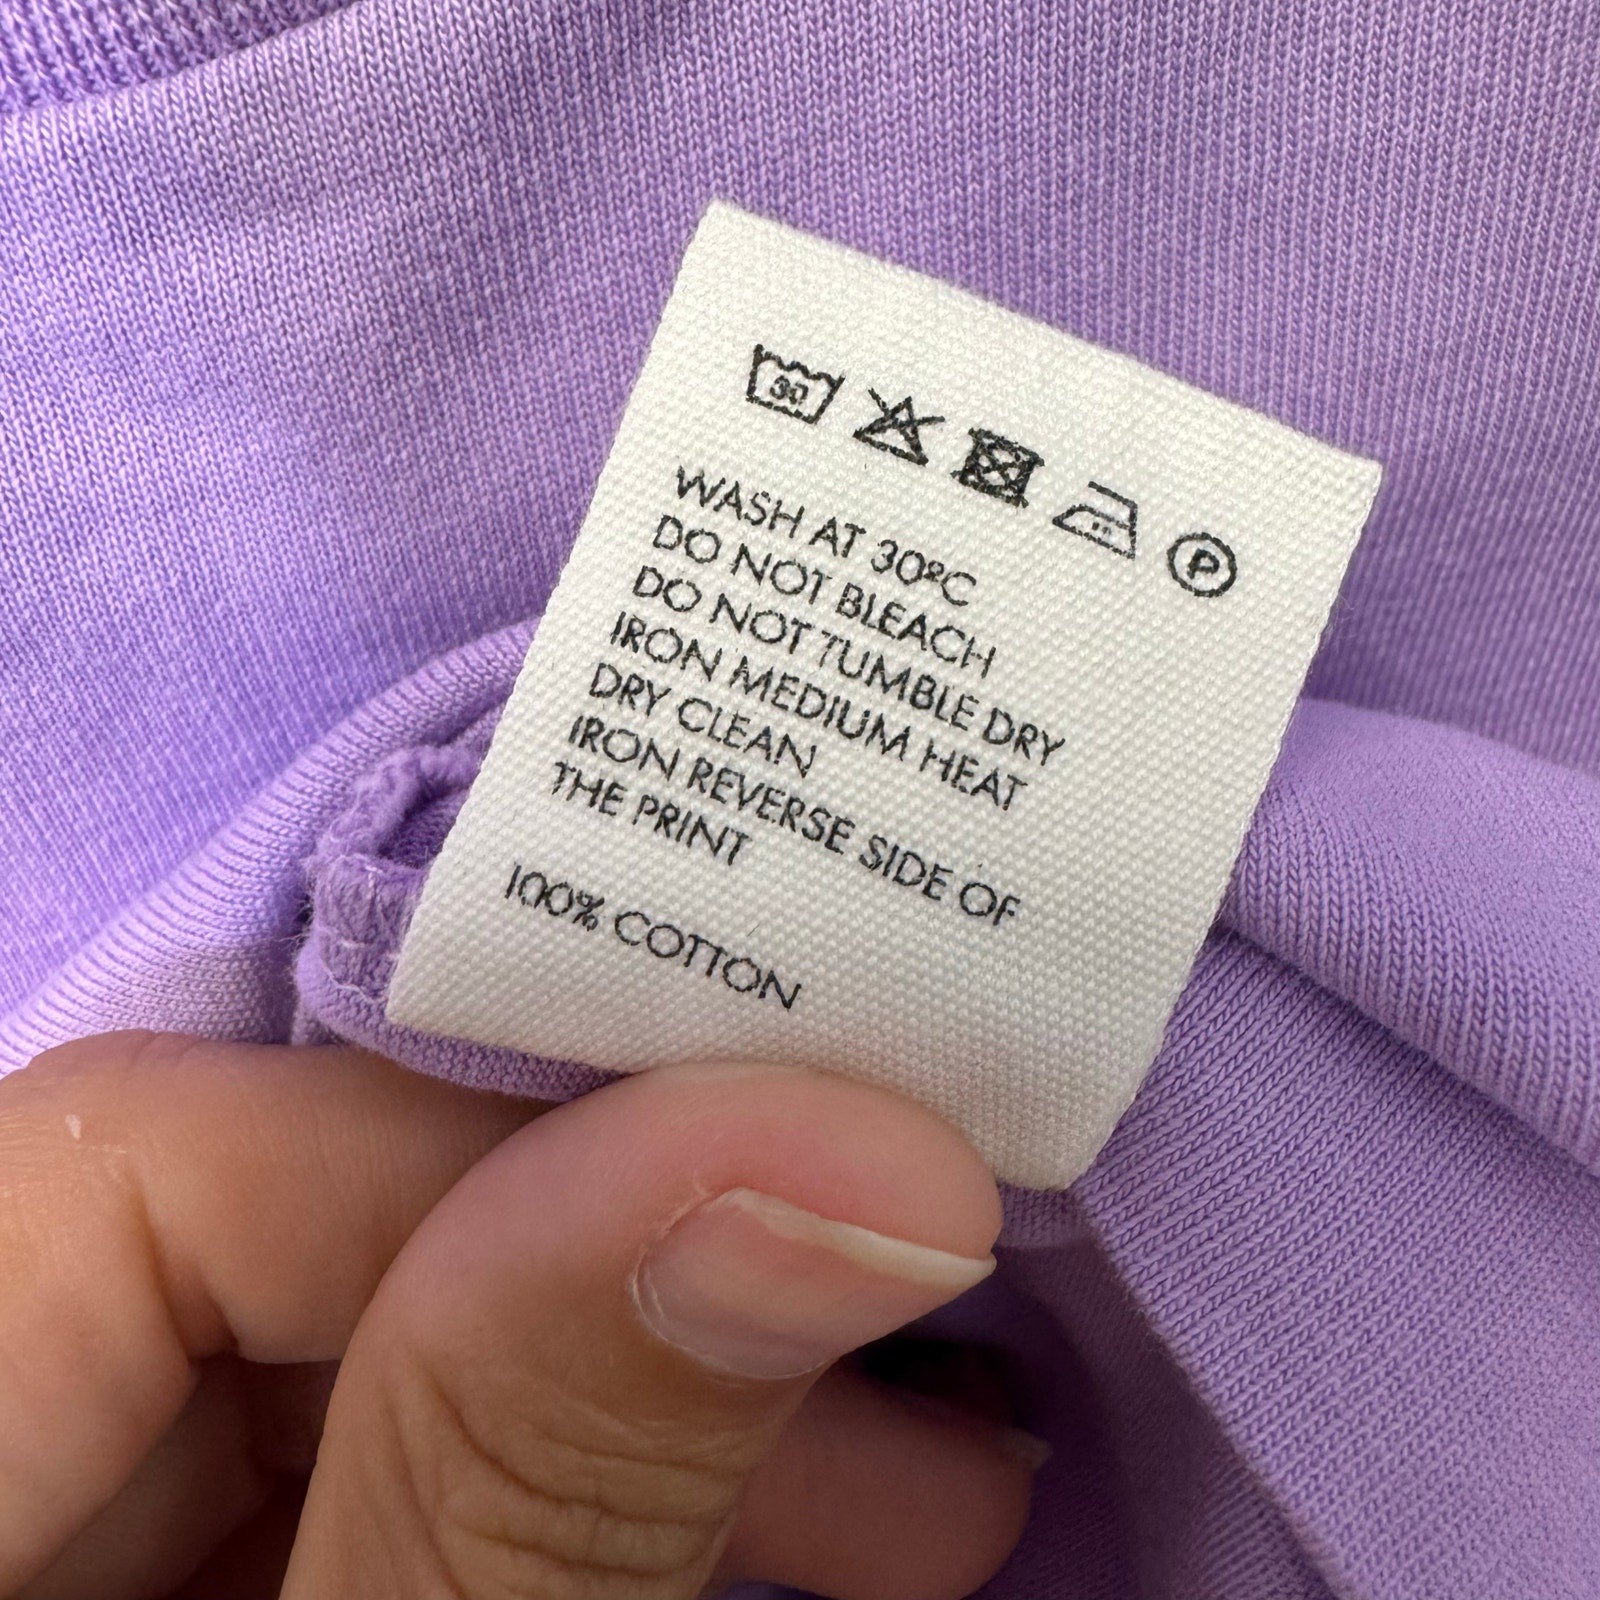 30
P
WASH AT 30ºC
DO NOT BLEACH
DO NOT TUMBLE DRY
IRON MEDIUM HEAT
DRY CLEAN
IRON REVERSE SIDE OF
THE PRINT
100% COTTON